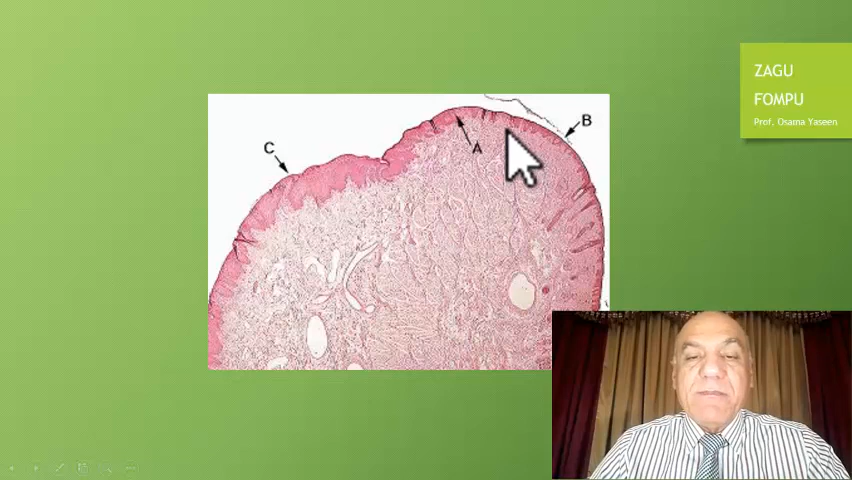 ZAGU
FOMPU
Prof. Osama Yaseen
B
C
A